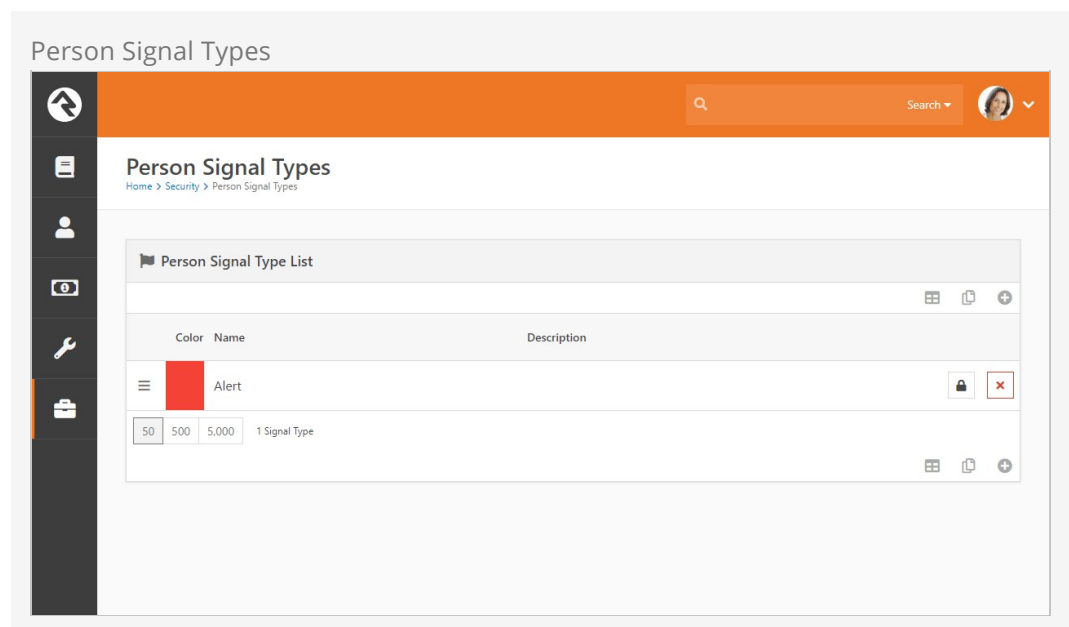 Person Signal Types
Search
Person Signal Types
Home > Security > Person Signal Types
Person Signal Type List
Color Name Description
Alert
50 500 5,000 1 Signal Type